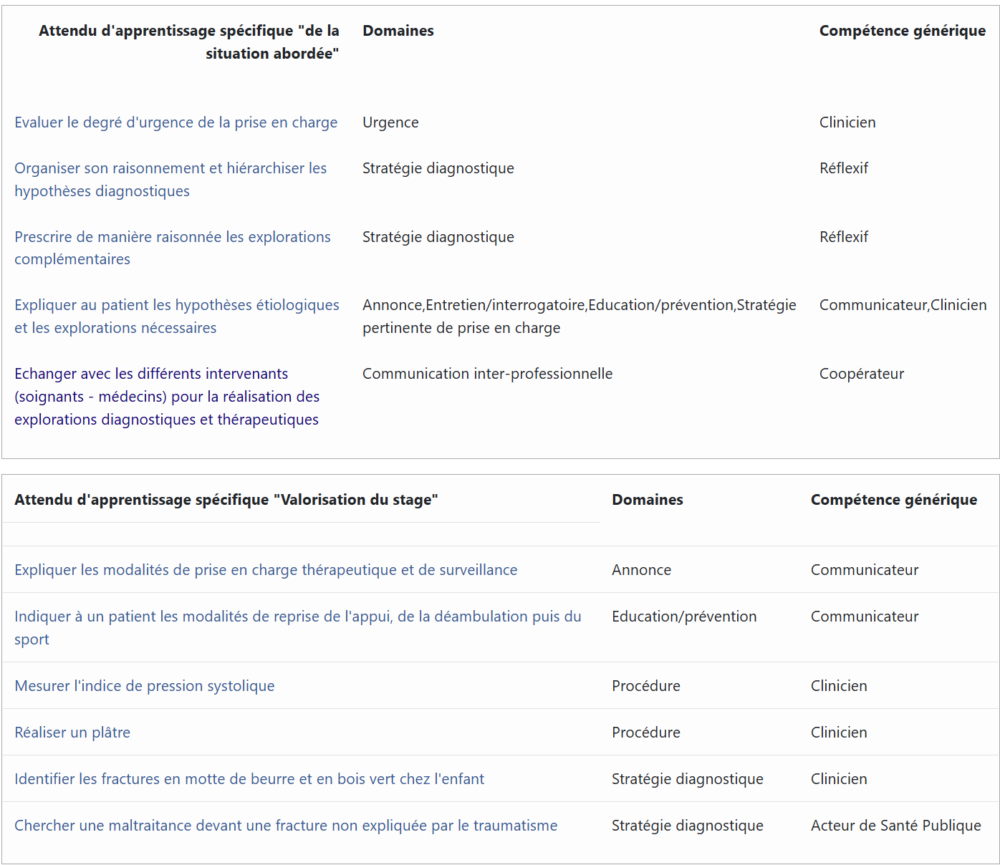 Attendu d'apprentissage spécifique "de la situation abordée" Domaines Compétence générique
Evaluer le degré d'urgence de la prise en charge Urgence Clinicien
Organiser son raisonnement et hiérarchiser les hypothèses diagnostiques Stratégie diagnostique Réflexif
Prescrire de manière raisonnée les explorations complémentaires Stratégie diagnostique Réflexif
Expliquer au patient les hypothèses étiologiques et les explorations nécessaires Annonce,Entretien/interrogatoire,Education/prévention,Stratégie pertinente de prise en charge Communicateur,Clinicien
Echanger avec les différents intervenants (soignants - médecins) pour la réalisation des explorations diagnostiques et thérapeutiques Communication inter-professionnelle Coopérateur
Attendu d'apprentissage spécifique "Valorisation du stage" Domaines Compétence générique
Expliquer les modalités de prise en charge thérapeutique et de surveillance Annonce Communicateur
Indiquer à un patient les modalités de reprise de l'appui, de la déambulation puis du sport Education/prévention Communicateur
Mesurer l'indice de pression systolique Procédure Clinicien
Réaliser un plâtre Procédure Clinicien
Identifier les fractures en motte de beurre et en bois vert chez l'enfant Stratégie diagnostique Clinicien
Chercher une maltraitance devant une fracture non expliquée par le traumatisme Stratégie diagnostique Acteur de Santé Publique